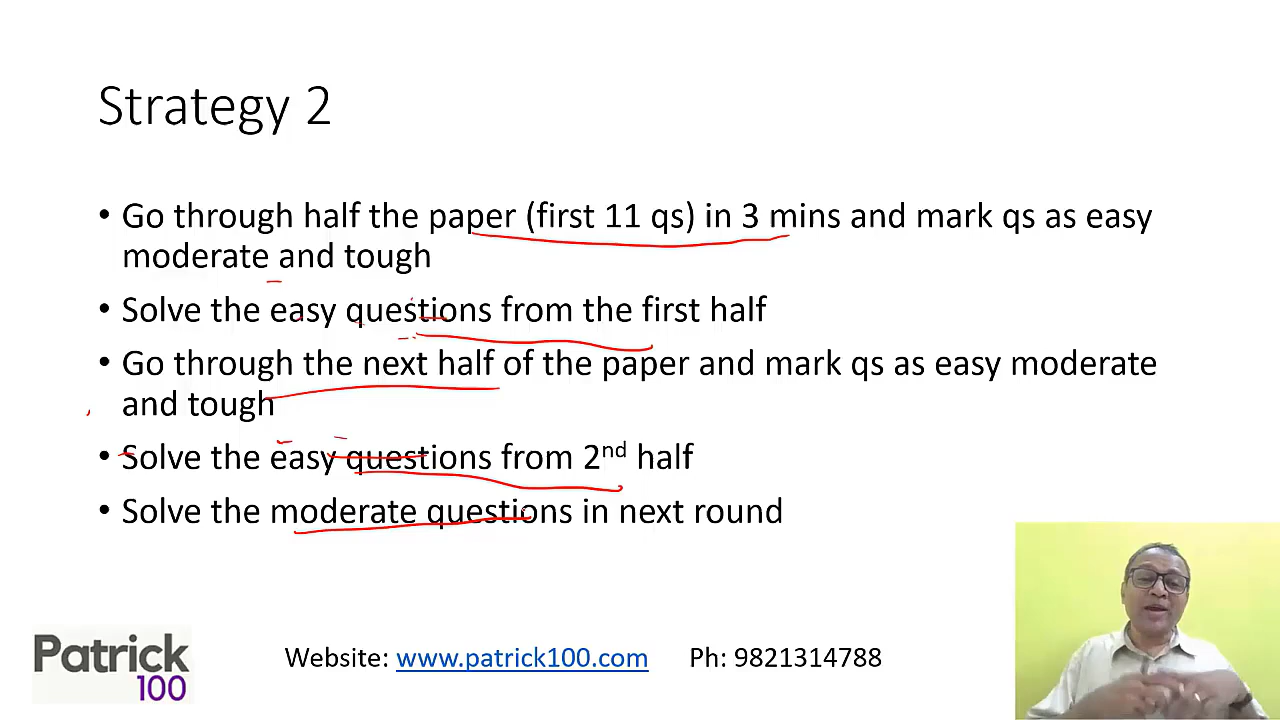 Strategy 2
• Go through half the paper (first 11 qs) in 3 mins and mark qs as easy
moderate and tough
• Solve the easy questions from the first half
• Go through the next half of the paper and mark qs as easy moderate
and tough
• Solve the easy questions from 2nd half
• Solve the moderate questions in next round
Patrick
100
Website: www.patrick100.com Ph: 9821314788